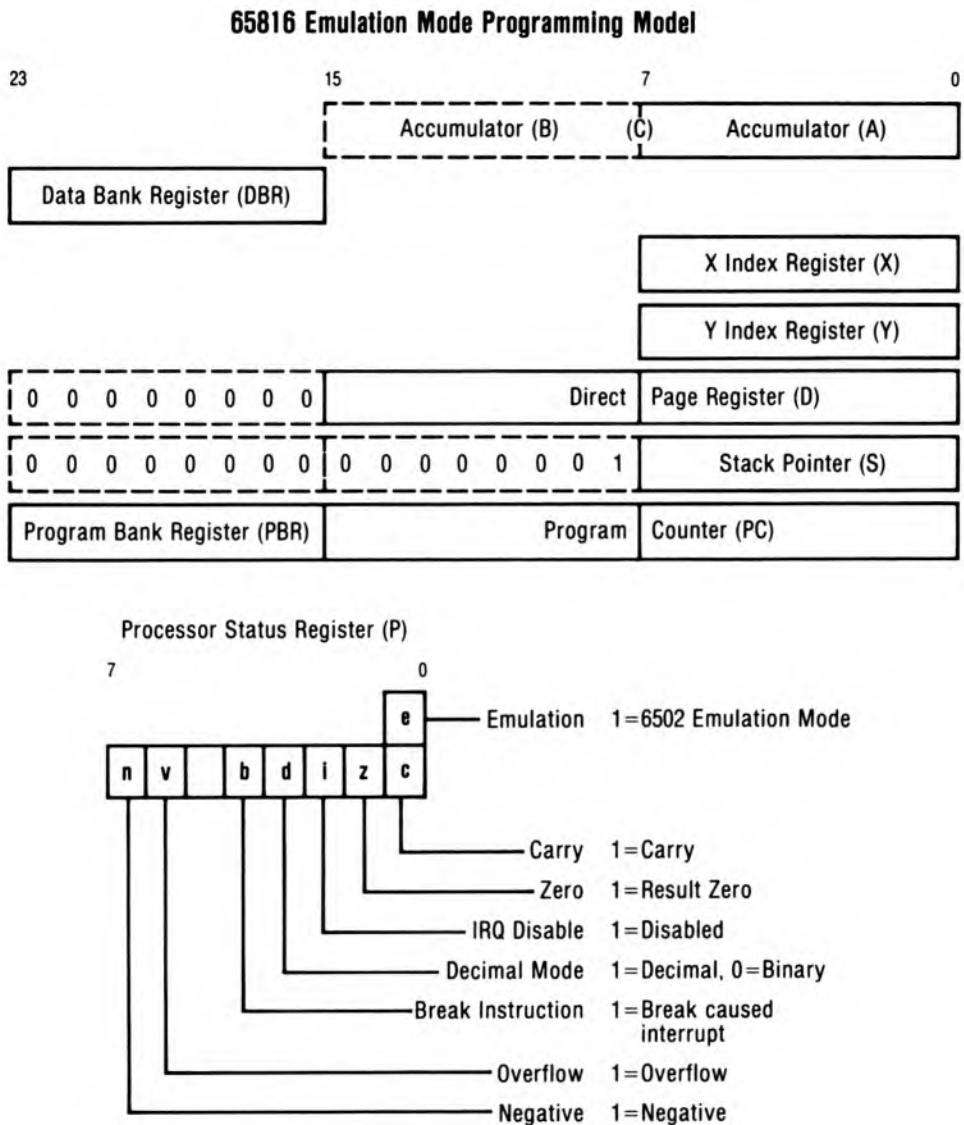 65816 Emulation Mode Programming Model
23 15 7 0
Accumulator (B) (C) Accumulator (A)
Data Bank Register (DBR)
X Index Register (X)
Y Index Register (Y)
0 0 0 0 0 0 0 0 Direct Page Register (D)
0 0 0 0 0 0 0 0 0 0 0 0 0 0 0 1 Stack Pointer (S)
Program Bank Register (PBR) Program Counter (PC)
Processor Status Register (P)
7 0
e Emulation 1=6502 Emulation Mode
n v b d i z c
Carry 1=Carry
Zero 1=Result Zero
IRQ Disable 1=Disabled
Decimal Mode 1=Decimal, 0=Binary
Break Instruction 1=Break caused
interrupt
Overflow 1=Overflow
Negative 1=Negative